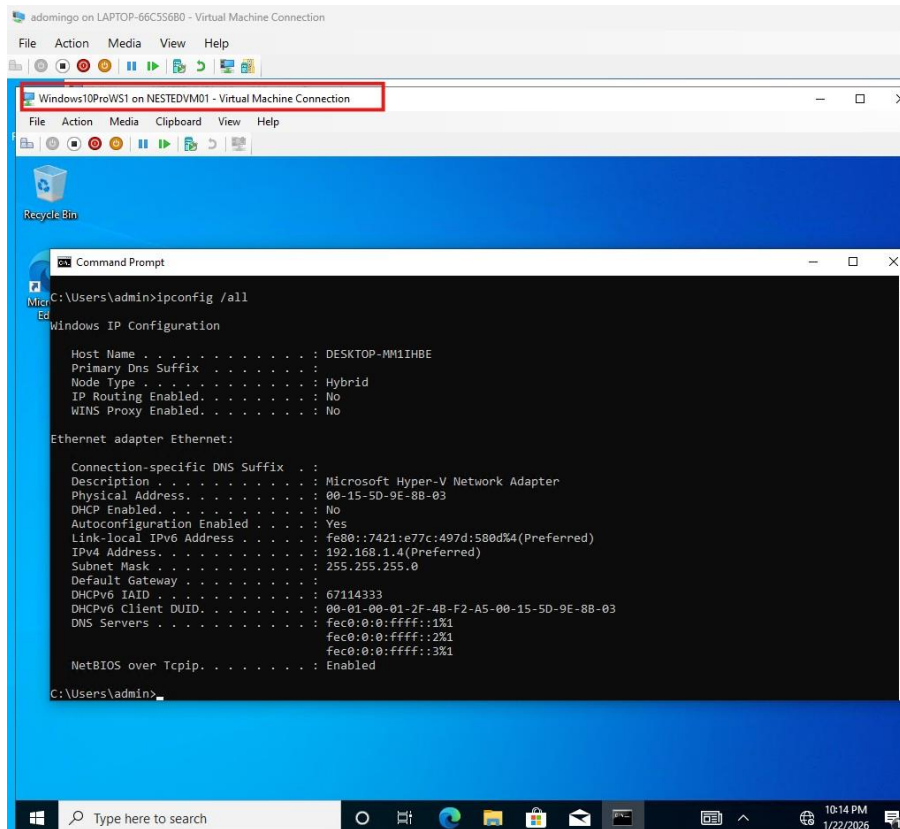 adomingo on LAPTOP-66C5S6B0 - Virtual Machine Connection
File Action Media View Help
Windows10ProWS1 on NESTEDVM01 - Virtual Machine Connection
File Action Media Clipboard View Help
Recycle Bin
Command Prompt
C:\Users\admin>ipconfig /all
Windows IP Configuration
Host Name . . . . . . . . . . . . : DESKTOP-MM1IHBE
Primary Dns Suffix . . . . . . . :
Node Type . . . . . . . . . . . . : Hybrid
IP Routing Enabled. . . . . . . . : No
WINS Proxy Enabled. . . . . . . . : No
Ethernet adapter Ethernet:
Connection-specific DNS Suffix . :
Description . . . . . . . . . . . : Microsoft Hyper-V Network Adapter
Physical Address. . . . . . . . . : 00-15-5D-9E-8B-03
DHCP Enabled. . . . . . . . . . . : No
Autoconfiguration Enabled . . . . : Yes
Link-local IPv6 Address . . . . . : fe80::7421:e77c:497d:580d%4(Preferred)
IPv4 Address. . . . . . . . . . . : 192.168.1.4(Preferred)
Subnet Mask . . . . . . . . . . . : 255.255.255.0
Default Gateway . . . . . . . . . :
DHCPv6 IAID . . . . . . . . . . . : 67114333
DHCPv6 Client DUID. . . . . . . . : 00-01-00-01-2F-4B-F2-A5-00-15-5D-9E-8B-03
DNS Servers . . . . . . . . . . . : fec0:0:0:ffff::1%1
fec0:0:0:ffff::2%1
fec0:0:0:ffff::3%1
NetBIOS over Tcpip. . . . . . . . : Enabled
C:\Users\admin>
Micr
Ed
Type here to search
10:14 PM
1/22/2026